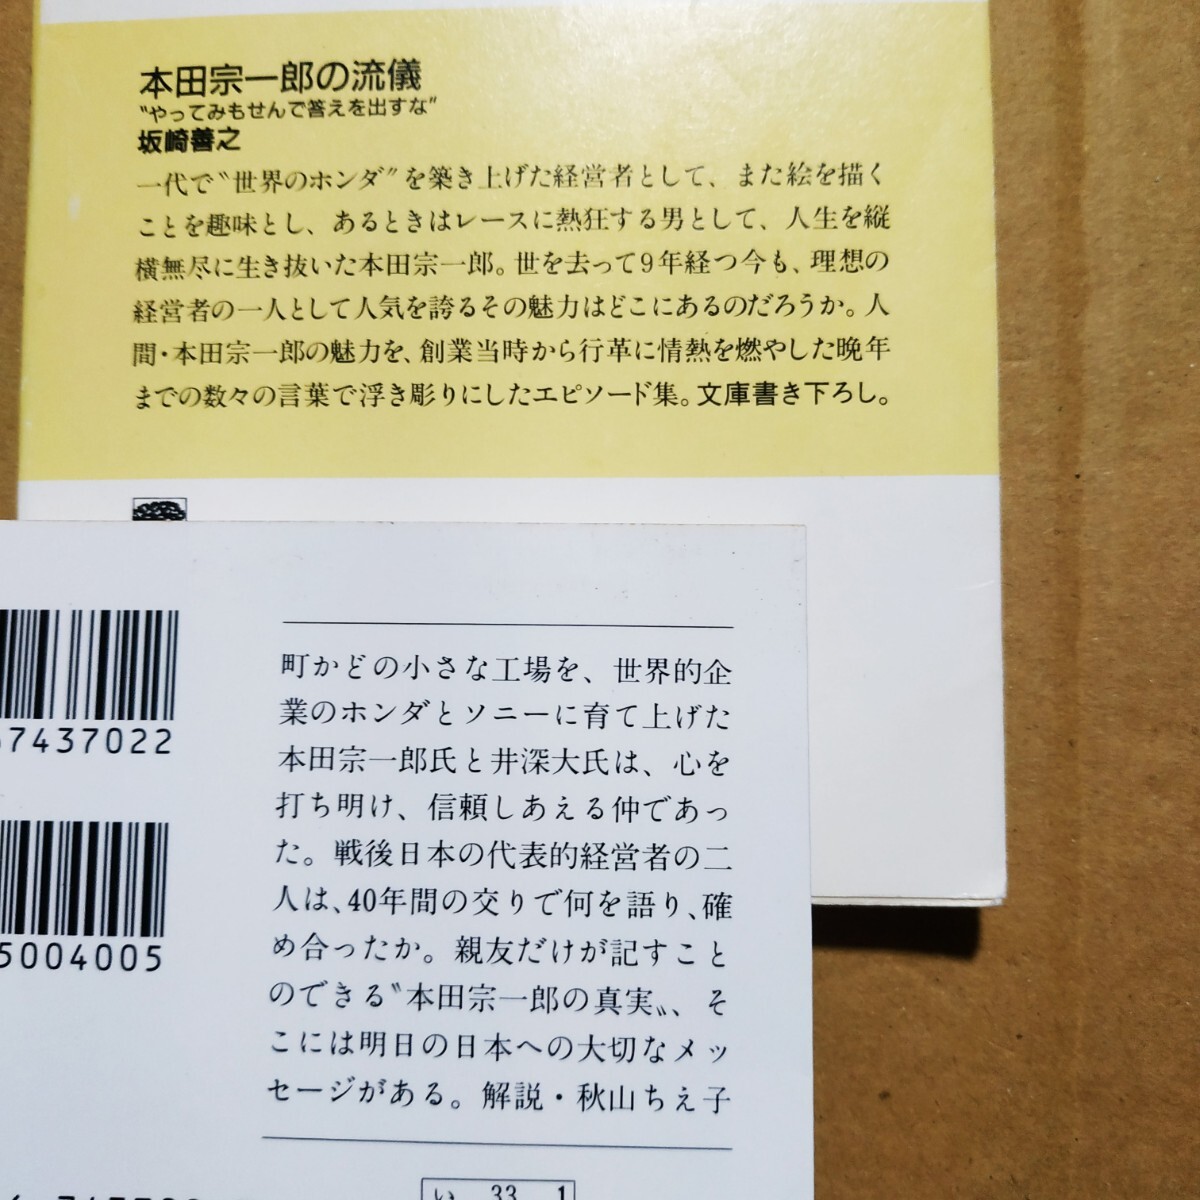 本田宗一郎の流儀
〝やってみもせんで答えを出すな〟
坂崎善之
一代で〝世界のホンダ〟を築き上げた経営者として、また絵を描く
ことを趣味とし、あるときはレースに熱狂する男として、人生を縦
横無尽に生き抜いた本田宗一郎。世を去って9年経つ今も、理想の
経営者の一人として人気を誇るその魅力はどこにあるのだろうか。人
間・本田宗一郎の魅力を、創業当時から行革に情熱を燃やした晩年
までの数々の言葉で浮き彫りにしたエピソード集。文庫書き下ろし。
町かどの小さな工場を、世界的企
業のホンダとソニーに育て上げた
本田宗一郎氏と井深大氏は、心を
打ち明け、信頼しあえる仲であっ
た。戦後日本の代表的経営者の二
人は、40年間の交りで何を語り、確
め合ったか。親友だけが記すこと
のできる〝本田宗一郎の真実〟、そ
こには明日の日本への大切なメッ
セージがある。解説・秋山ちえ子
67437022
5004005
い 33 1